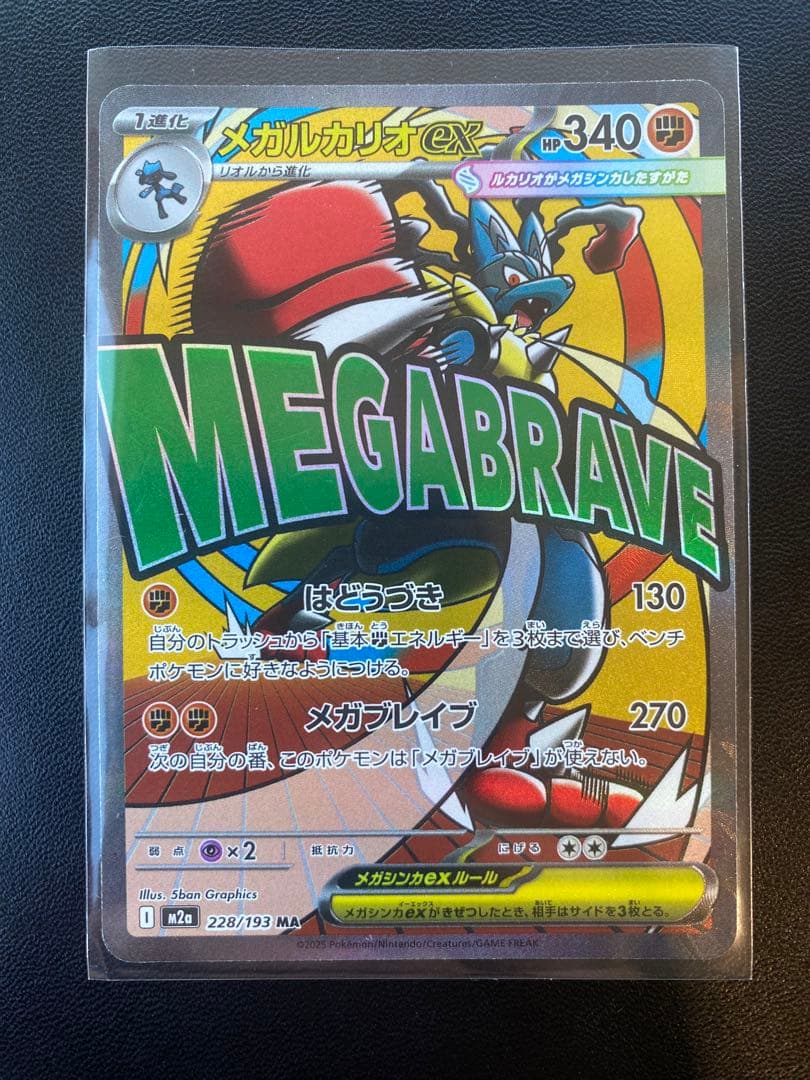 1進化
メガルカリオex
HP340
リオルから進化
ルカリオがメガシンカしたすがた
MEGABRAVE
はどうづき 130
自分のトラッシュから「基本エネルギー」を3枚まで選び、ベンチ
ポケモンに好きなようにつける。
メガブレイブ 270
次の自分の番、このポケモンは「メガブレイブ」が使えない。
弱点 ×2 抵抗力 にげる
メガシンカexルール
メガシンカexがきぜつしたとき、相手はサイドを3枚とる。
Illus. 5ban Graphics
I M2a 228/193 MA
©2025 Pokémon/Nintendo/Creatures/GAME FREAK